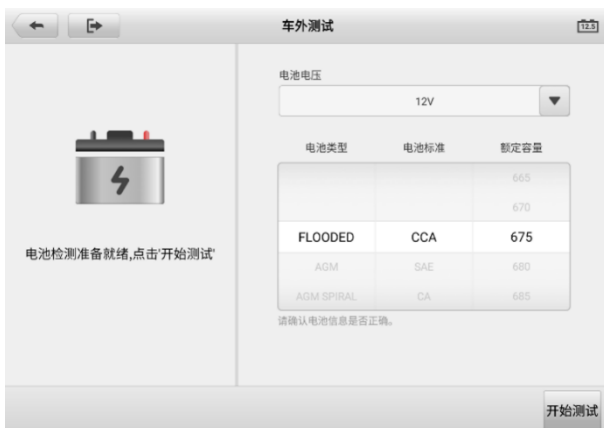 车外测试
12.5
电池电压
12V
电池类型 电池标准 额定容量
665
670
FLOODED CCA 675
AGM SAE 680
AGM SPIRAL CA 685
请确认电池信息是否正确。
电池检测准备就绪,点击'开始测试'
开始测试